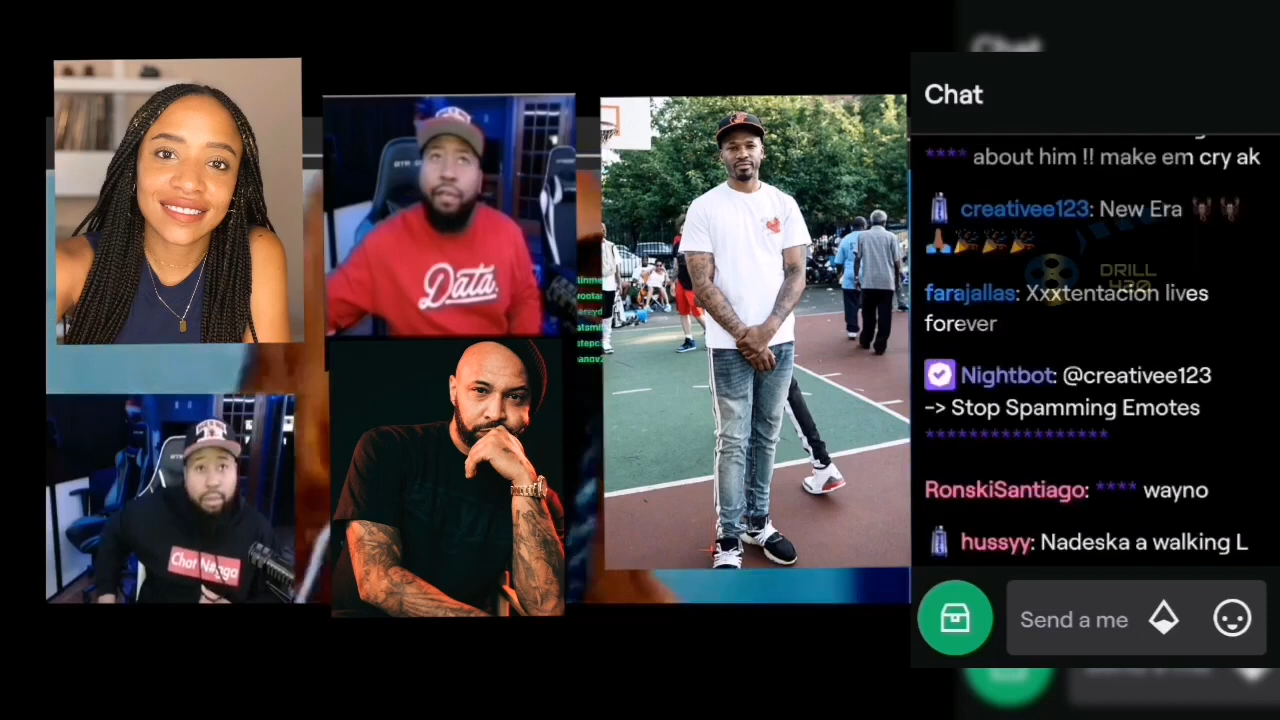 Chat
**** about him !! make em cry ak
creativee123: New Era
DRILL
farajallas: Xxxtentacion lives
forever
Nightbot: @creativee123
-> Stop Spamming Emotes
*****************
RonskiSantiago: **** wayno
hussyy: Nadeska a walking L
Send a me
Data.
Chat